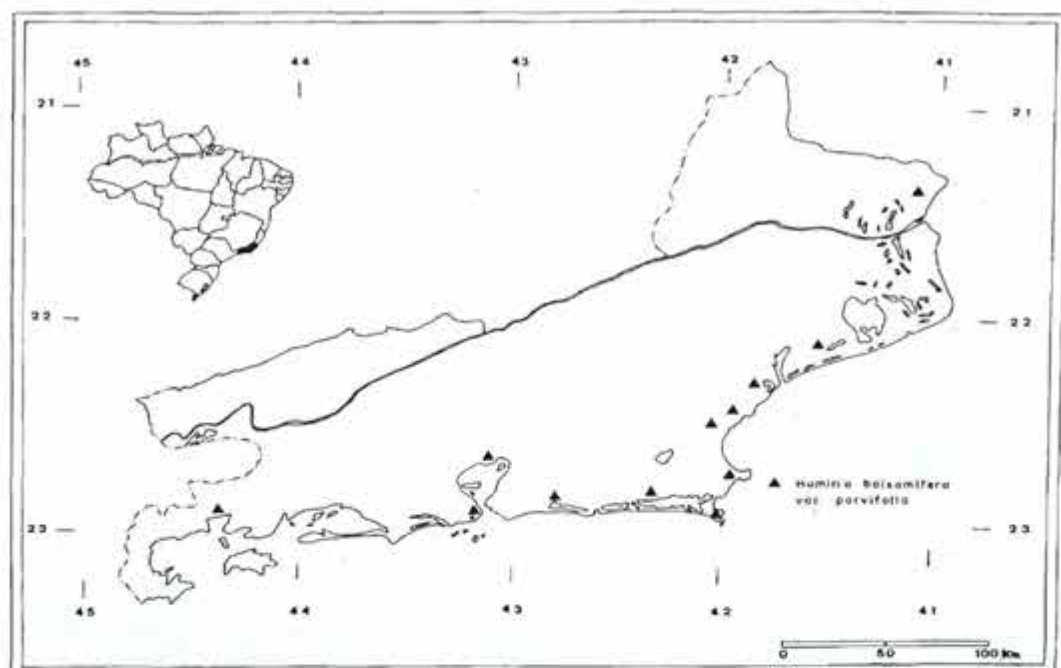 45 44 43 42 41
21 21
22 22
▲ Humiria balsamifera
var parvifolia
23 23
45 44 43 42 41
0 50 100 Km